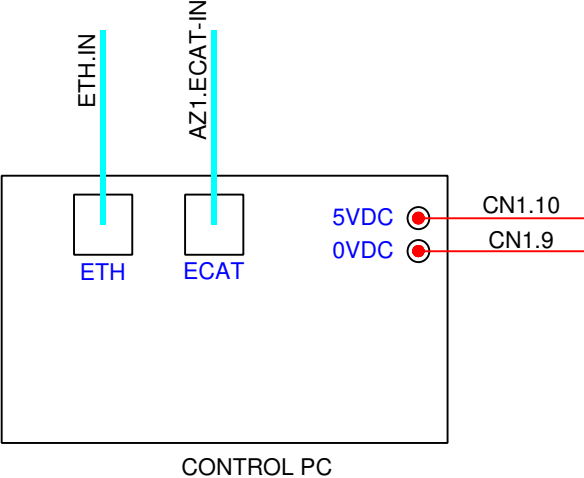 ETH.IN
AZ1.ECAT-IN
5VDC
CN1.10
0VDC
CN1.9
ETH
ECAT
CONTROL PC